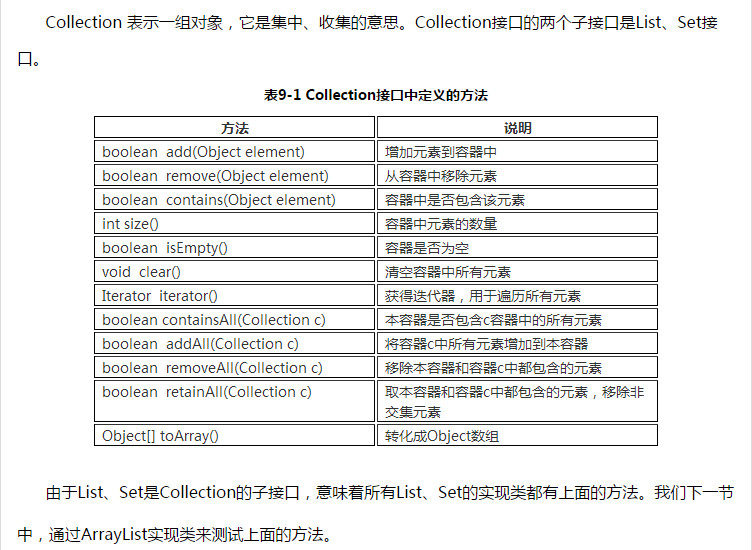 Collection 表示一组对象，它是集中、收集的意思。Collection接口的两个子接口是List、Set接
口。
表9-1 Collection接口中定义的方法
方法 说明
boolean add(Object element) 增加元素到容器中
boolean remove(Object element) 从容器中移除元素
boolean contains(Object element) 容器中是否包含该元素
int size() 容器中元素的数量
boolean isEmpty() 容器是否为空
void clear() 清空容器中所有元素
Iterator iterator() 获得迭代器，用于遍历所有元素
boolean containsAll(Collection c) 本容器是否包含c容器中的所有元素
boolean addAll(Collection c) 将容器c中所有元素增加到本容器
boolean removeAll(Collection c) 移除本容器和容器c中都包含的元素
boolean retainAll(Collection c) 取本容器和容器c中都包含的元素，移除非
交集元素
Object[] toArray() 转化成Object数组
由于List、Set是Collection的子接口，意味着所有List、Set的实现类都有上面的方法。我们下一节
中，通过ArrayList实现类来测试上面的方法。